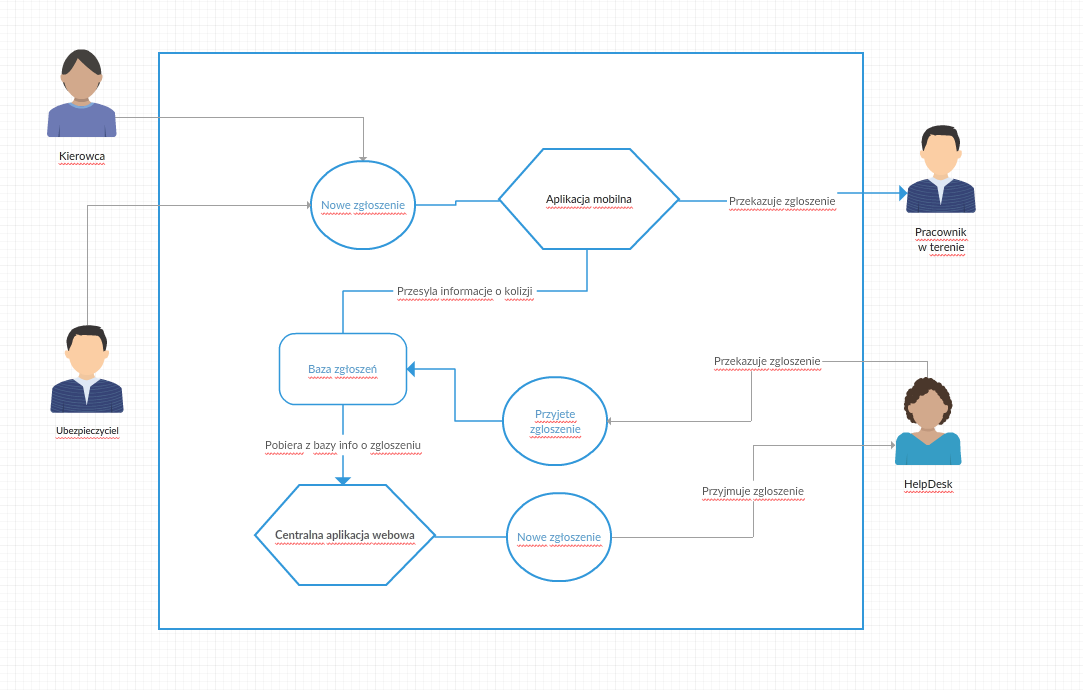 Kierowca
Nowe zgłoszenie
Aplikacja mobilna
Przekazuje zgloszenie
Pracownik
w terenie
Przesyla informacje o kolizji
Baza zgłoszeń
Przekazuje zgloszenie
Ubezpieczyciel
Przyjete
zgloszenie
Pobiera z bazy info o zgloszeniu
HelpDesk
Przyjmuje zgloszenie
Centralna aplikacja webowa
Nowe zgłoszenie